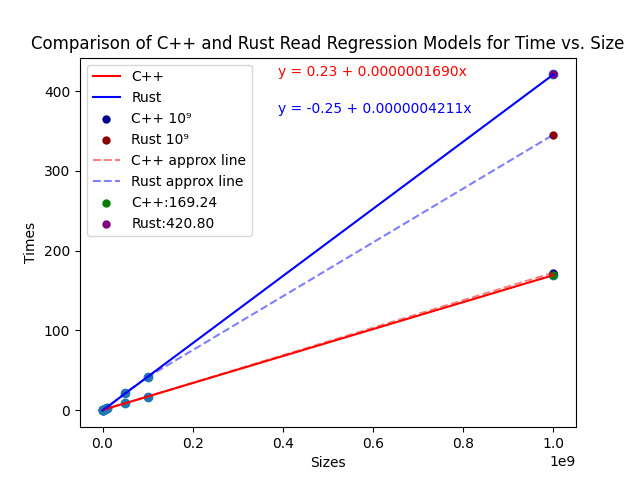 Comparison of C++ and Rust Read Regression Models for Time vs. Size
y = 0.23 + 0.0000001690x
y = -0.25 + 0.0000004211x
C++
Rust
C++ 10⁹
Rust 10⁹
C++ approx line
Rust approx line
C++:169.24
Rust:420.80
Times
400
300
200
100
0
0.0 0.2 0.4 0.6 0.8 1.0
1e9
Sizes